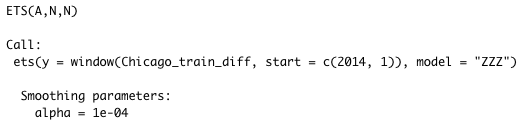 ETS(A,N,N)
Call:
ets(y = window(Chicago_train_diff, start = c(2014, 1)), model = "ZZZ")
Smoothing parameters:
alpha = 1e-04